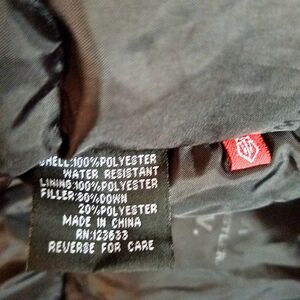 SHELL:100%POLYESTER
WATER RESISTANT
LINING:100%POLYESTER
FILLER:80%DOWN
20%POLYESTER
MADE IN CHINA
RN:123633
REVERSE FOR CARE